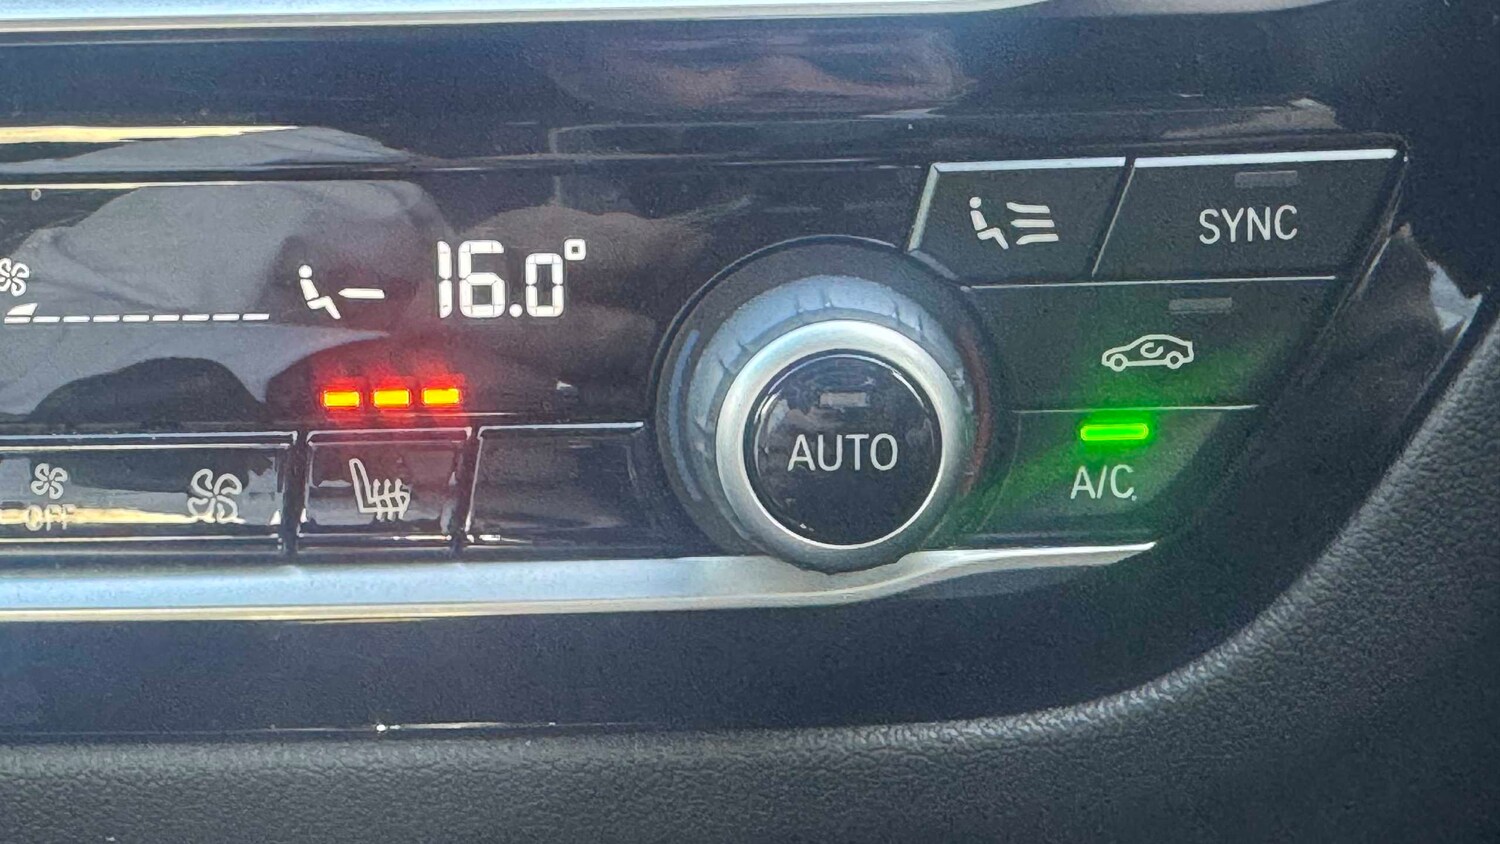 SYNC
16.0°
AUTO
A/C
OFF